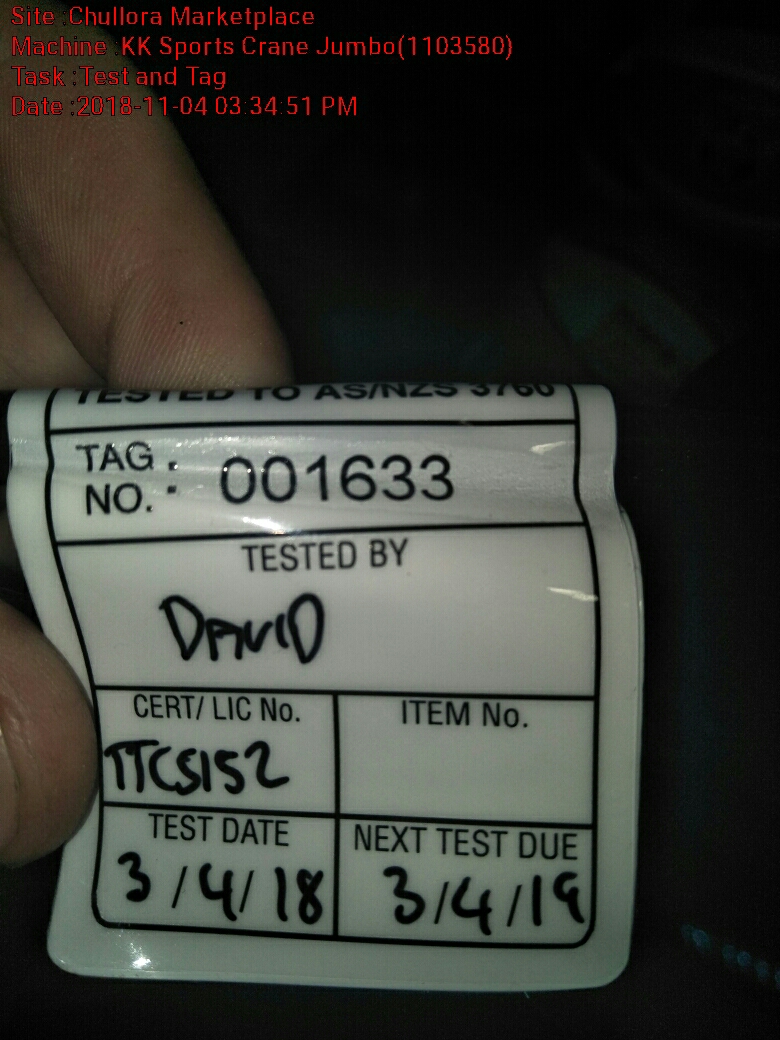 Site :Chullora Marketplace
Machine :KK Sports Crane Jumbo(1103580)
Task :Test and Tag
Date :2018-11-04 03:34:51 PM
TESTED TO AS/NZS 3760
TAG NO. : 001633
TESTED BY
DAVID
CERT/ LIC No.
ITEM No.
TTCS152
TEST DATE
NEXT TEST DUE
3/4/18
3/4/19